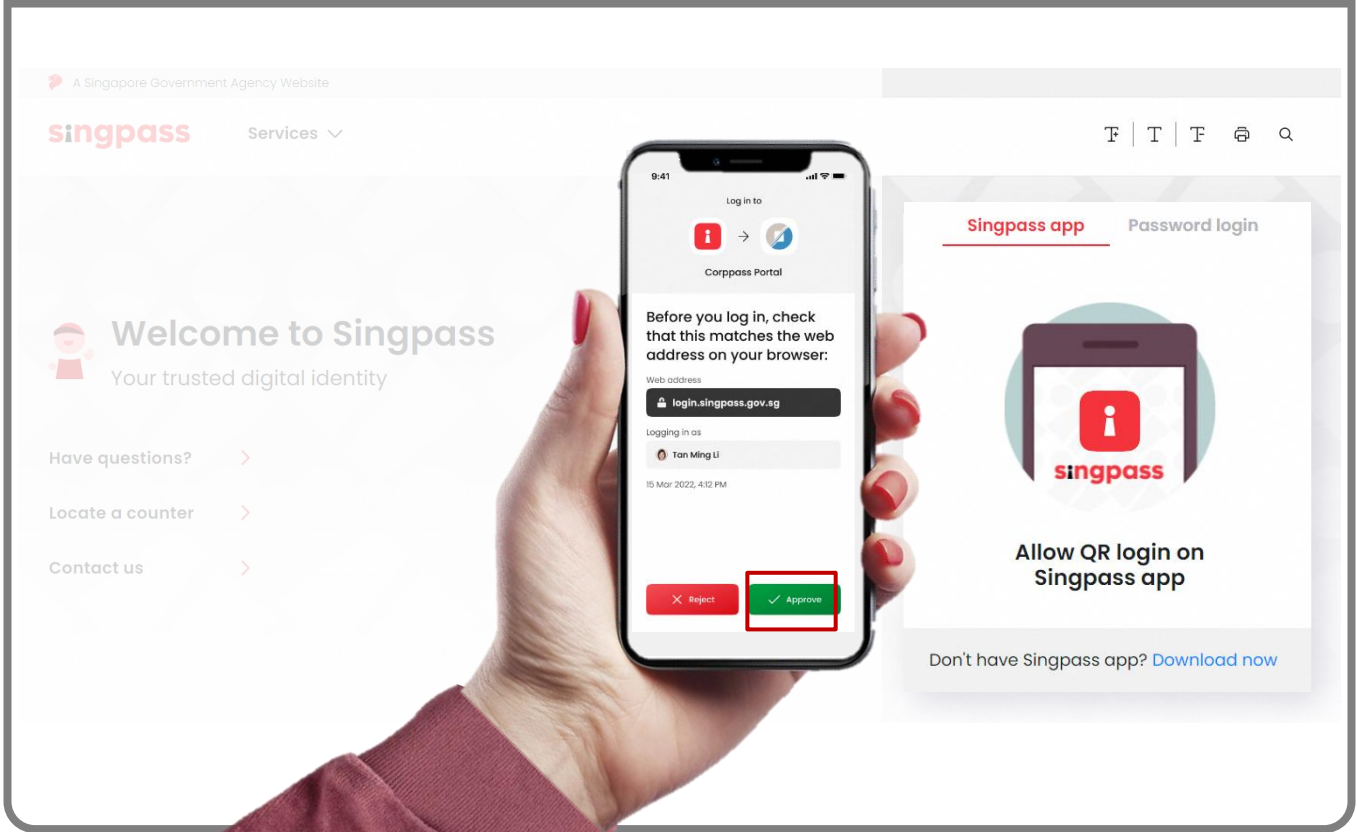 A Singapore Government Agency Website
singpass
Services
Welcome to Singpass
Your trusted digital identity
Have questions?
Locate a counter
Contact us
9:41
Log in to
Corppass Portal
Before you log in, check
that this matches the web
address on your browser:
Web address
login.singpass.gov.sg
Logging in as
Tan Ming Li
15 Mar 2022, 4:12 PM
Reject
Approve
T+
T
T-
Singpass app
Password login
singpass
Allow QR login on
Singpass app
Don't have Singpass app? Download now